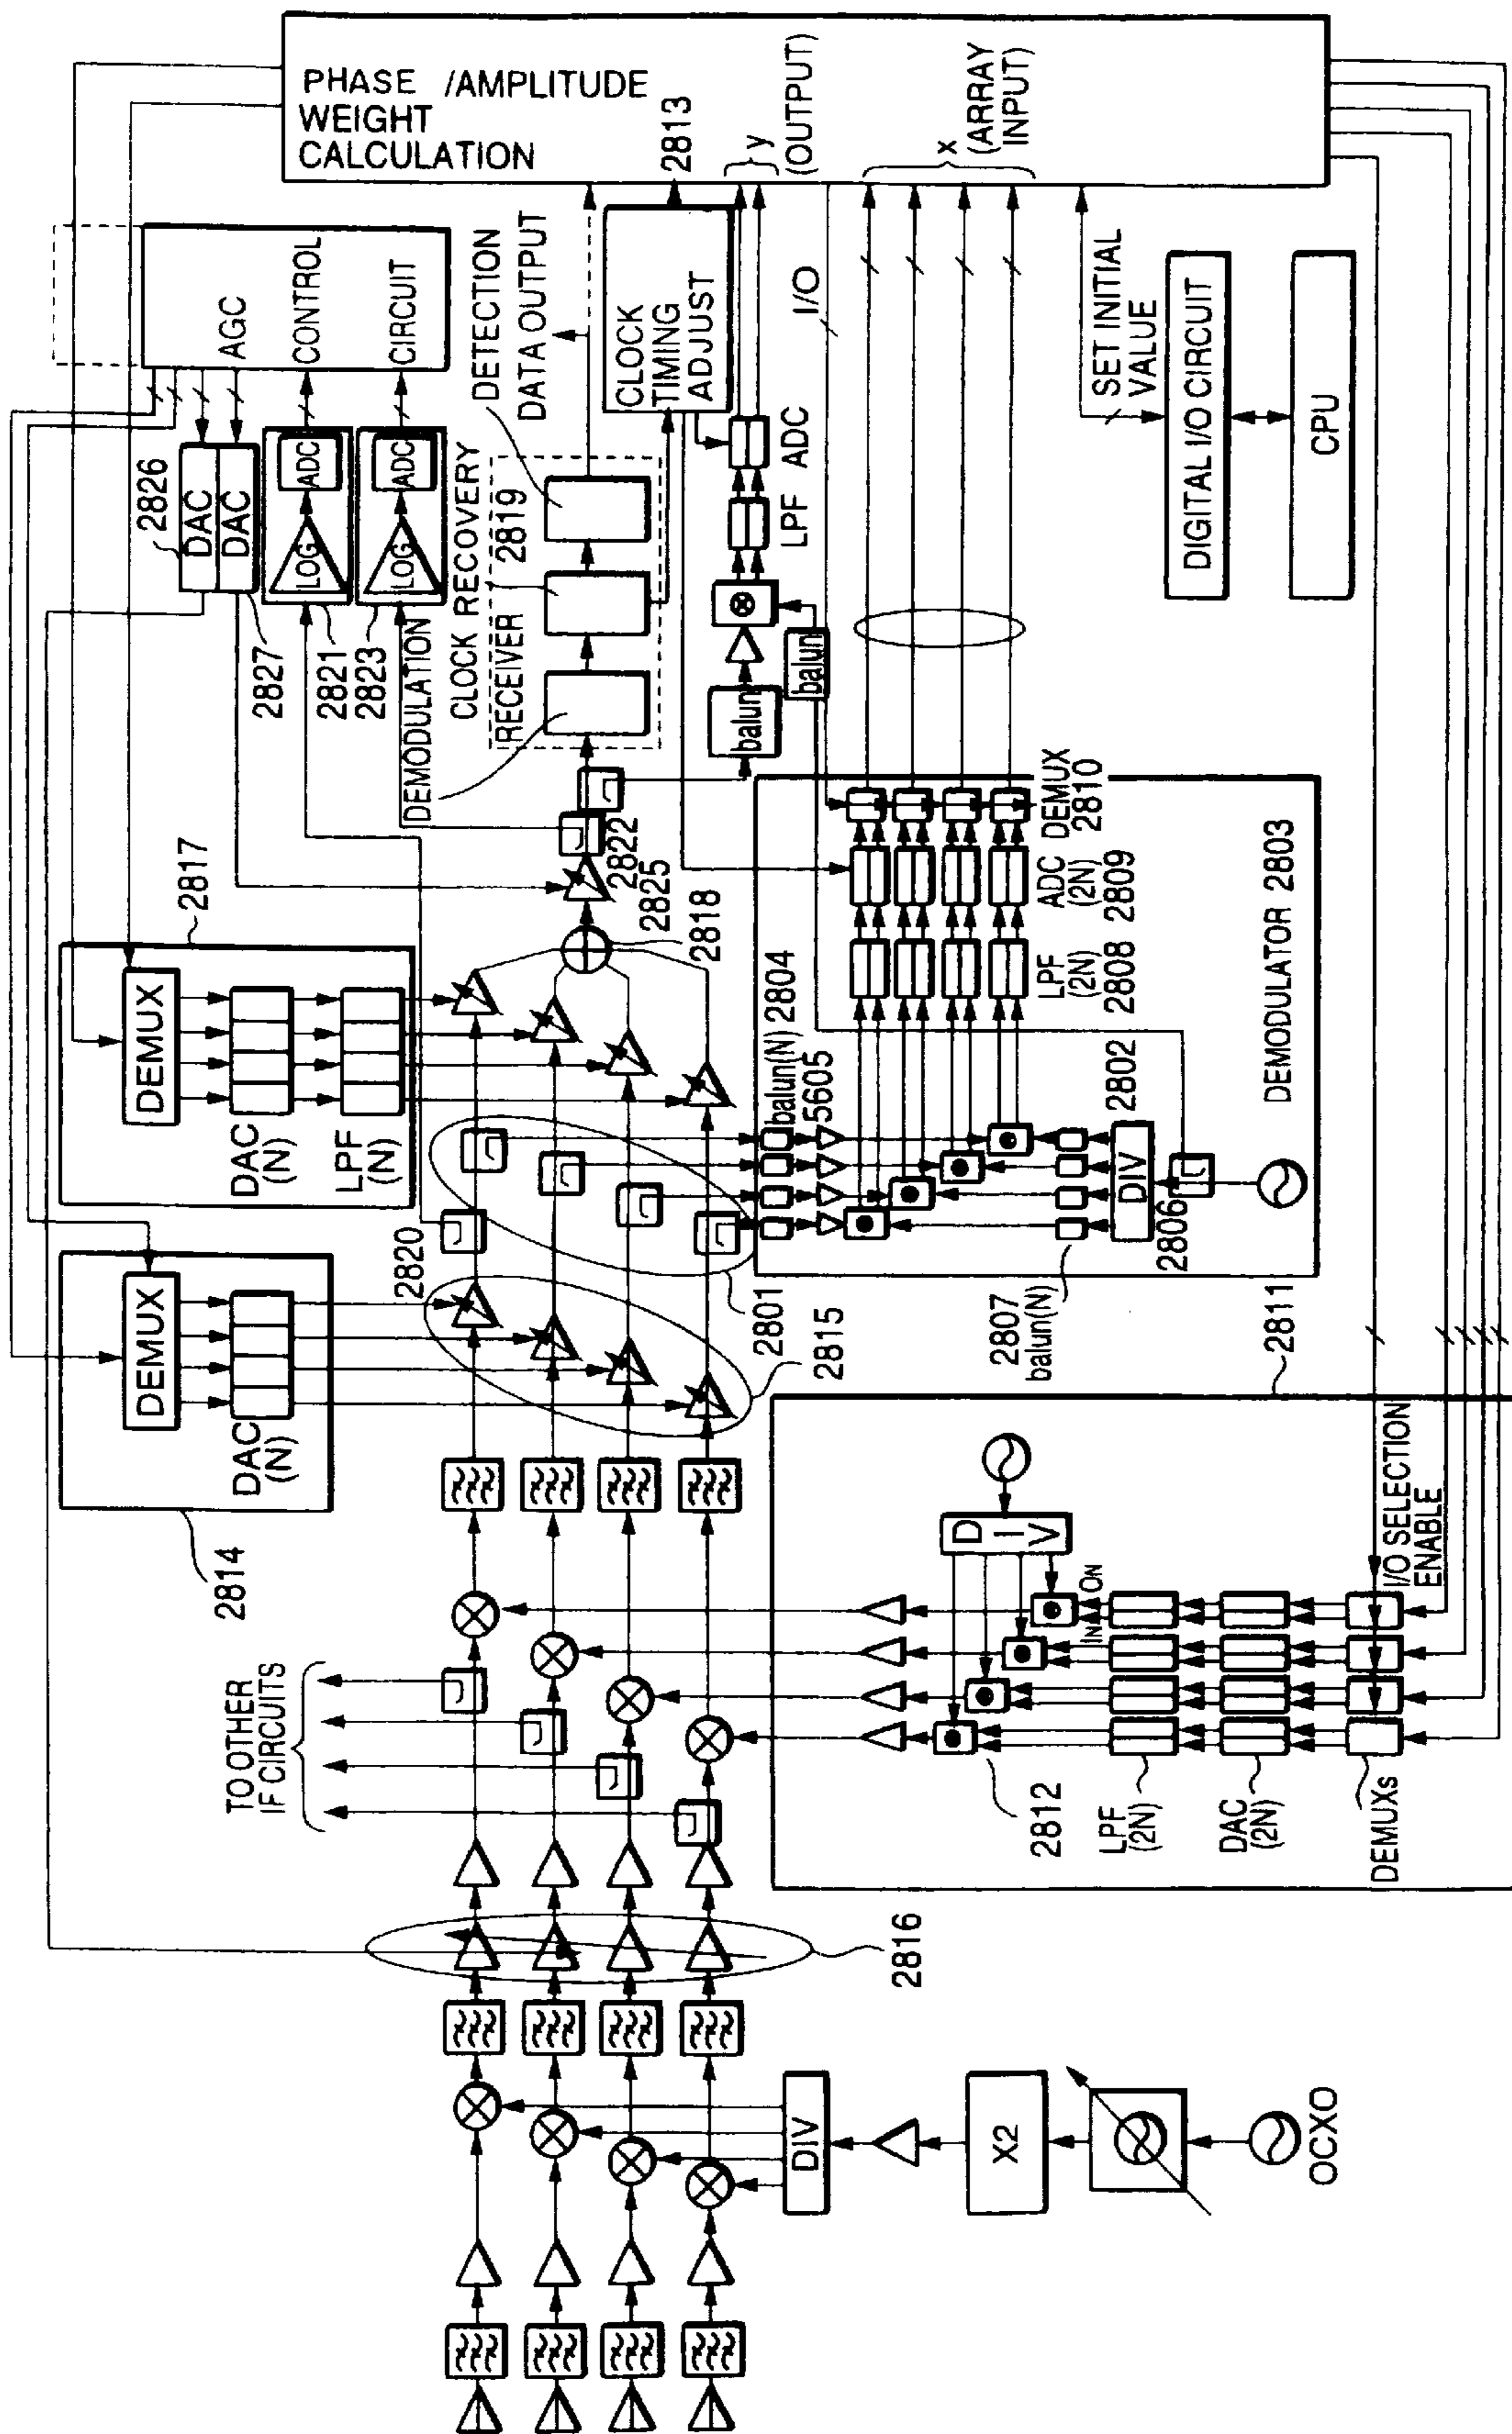 PHASE /AMPLITUDE
WEIGHT
CALCULATION
y
(OUTPUT)
x
(ARRAY
INPUT)
2813
AGC
CONTROL
CIRCUIT
DETECTION
DATA OUTPUT
CLOCK
TIMING
ADJUST
I/O
SET INITIAL
VALUE
DIGITAL I/O CIRCUIT
CPU
2826
DAC
DAC
2827
LOG
ADC
2821
LOG
ADC
2823
DEMODULATION
CLOCK RECOVERY
RECEIVER
2819
LPF
ADC
balun
balun
2817
DEMUX
DAC
(N)
LPF
(N)
2822
2825
2818
balun(N) 2804
5605
DEMUX
2810
ADC
(2N)
2809
LPF
(2N)
2808
DEMODULATOR 2803
2802
DIV
2806
2807
balun(N)
2820
2801
2815
DEMUX
DAC
(N)
2814
2811
I/O SELECTION
ENABLE
D
I
V
IN
ON
2812
LPF
(2N)
DAC
(2N)
DEMUXs
TO OTHER
IF CIRCUITS
2816
DIV
X2
OCXO